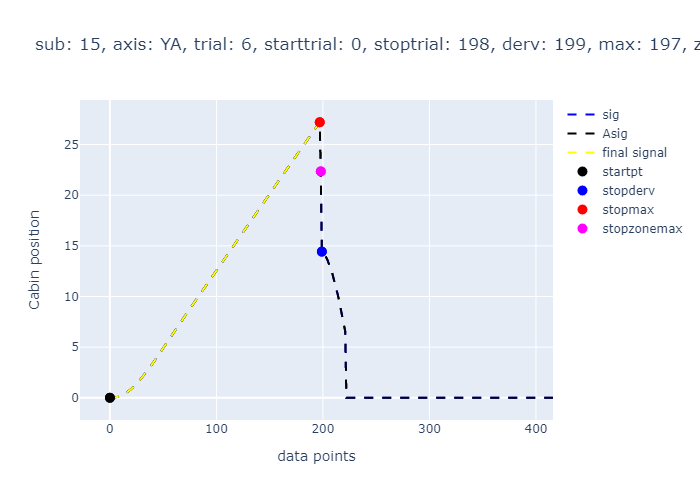 sub: 15, axis: YA, trial: 6, starttrial: 0, stoptrial: 198, derv: 199, max: 197, z
sig
Asig
final signal
startpt
stopderv
stopmax
stopzonemax
25
20
15
10
5
0
Cabin position
0 100 200 300 400
data points